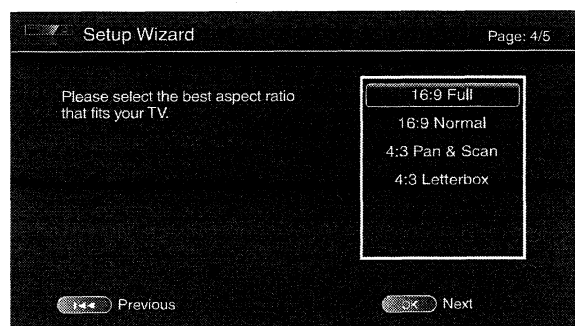 Setup Wizard
Page: 4/5
Please select the best aspect ratio
that fits your TV.
16:9 Full
16:9 Normal
4:3 Pan & Scan
4:3 Letterbox
Previous
OK Next